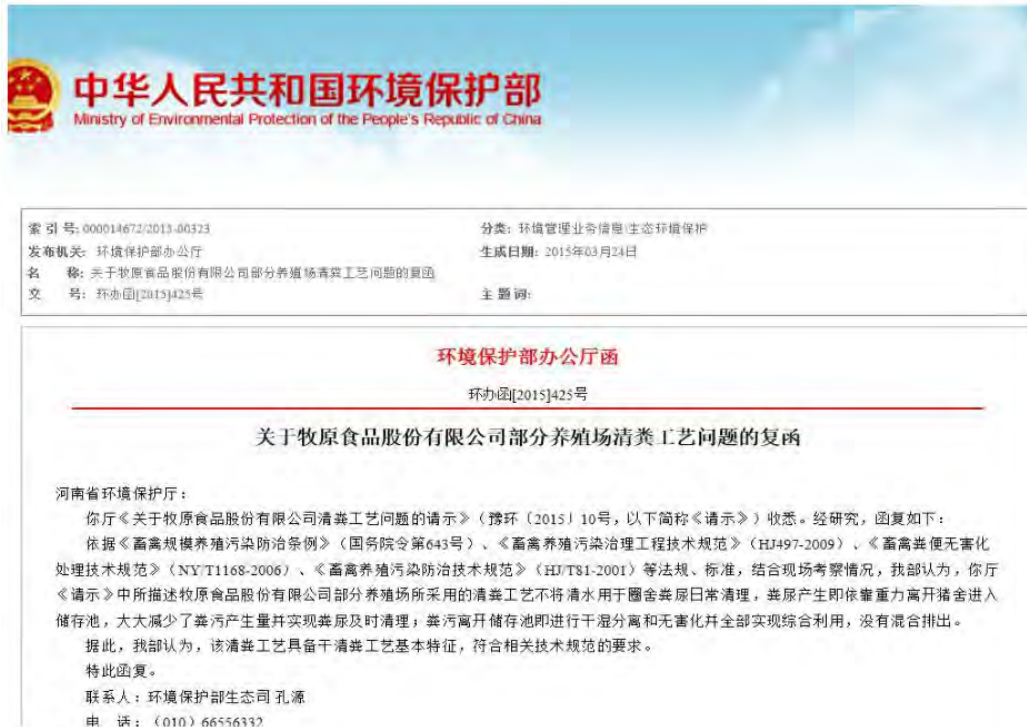 中华人民共和国环境保护部
Ministry of Environmental Protection of the People's Republic of China
索 引 号: 000014672/2015-00323 分类: 环境管理业务信息\生态环境保护
发布机关: 环境保护部办公厅 生成日期: 2015年03月24日
名 称: 关于牧原食品股份有限公司部分养殖场清粪工艺问题的复函
文 号: 环办函[2015]425号 主 题 词:
环境保护部办公厅函
环办函[2015]425号
关于牧原食品股份有限公司部分养殖场清粪工艺问题的复函
河南省环境保护厅：
你厅《关于牧原食品股份有限公司清粪工艺问题的请示》（豫环〔2015〕10号，以下简称《请示》）收悉。经研究，函复如下：
依据《畜禽规模养殖污染防治条例》（国务院令第643号）、《畜禽养殖污染治理工程技术规范》（HJ497-2009）、《畜禽粪便无害化
处理技术规范》（NY/T1168-2006）、《畜禽养殖污染防治技术规范》（HJ/T81-2001）等法规、标准，结合现场考察情况，我部认为，你厅
《请示》中所描述牧原食品股份有限公司部分养殖场所采用的清粪工艺不将清水用于圈舍粪尿日常清理，粪尿产生即依靠重力离开猪舍进入
储存池，大大减少了粪污产生量并实现粪尿及时清理；粪污离开储存池即进行干湿分离和无害化并全部实现综合利用，没有混合排出。
据此，我部认为，该清粪工艺具备干清粪工艺基本特征，符合相关技术规范的要求。
特此函复。
联系人：环境保护部生态司 孔源
电 话：（010）66556332